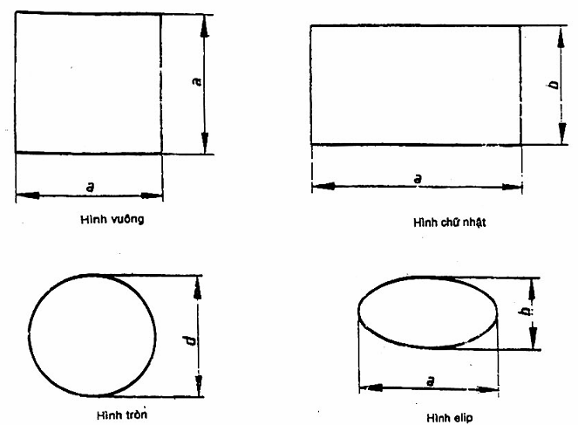 a
a
Hình vuông
b
a
Hình chữ nhật
d
Hình tròn
b
a
Hình elip